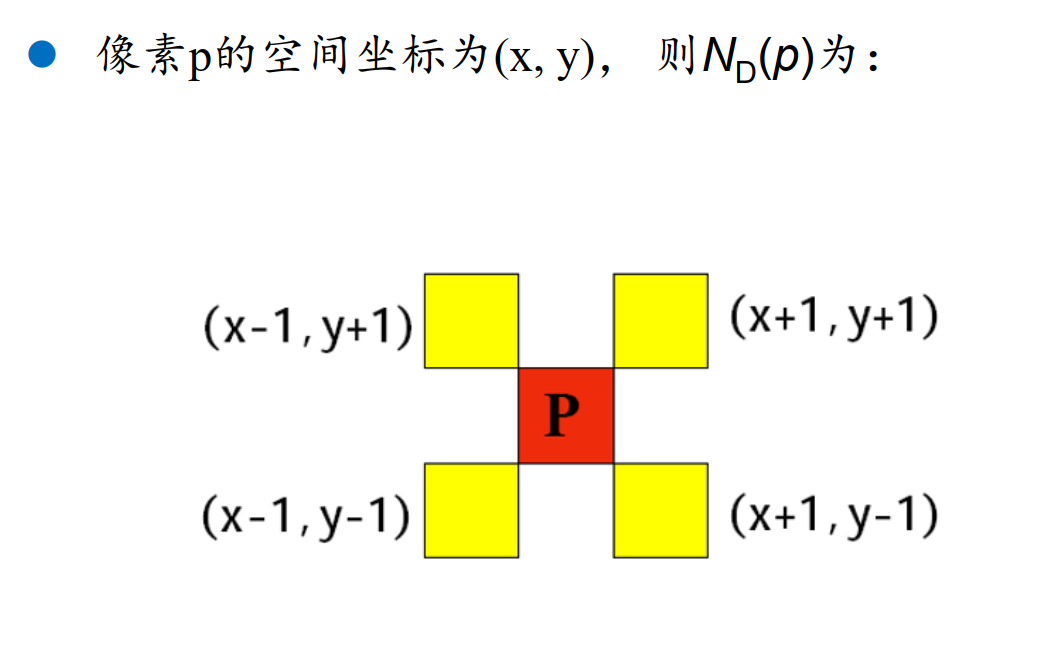 ● 像素p的空间坐标为(x, y)， 则N_D(p)为：
(x-1,y+1) (x+1,y+1)
P
(x-1,y-1) (x+1,y-1)